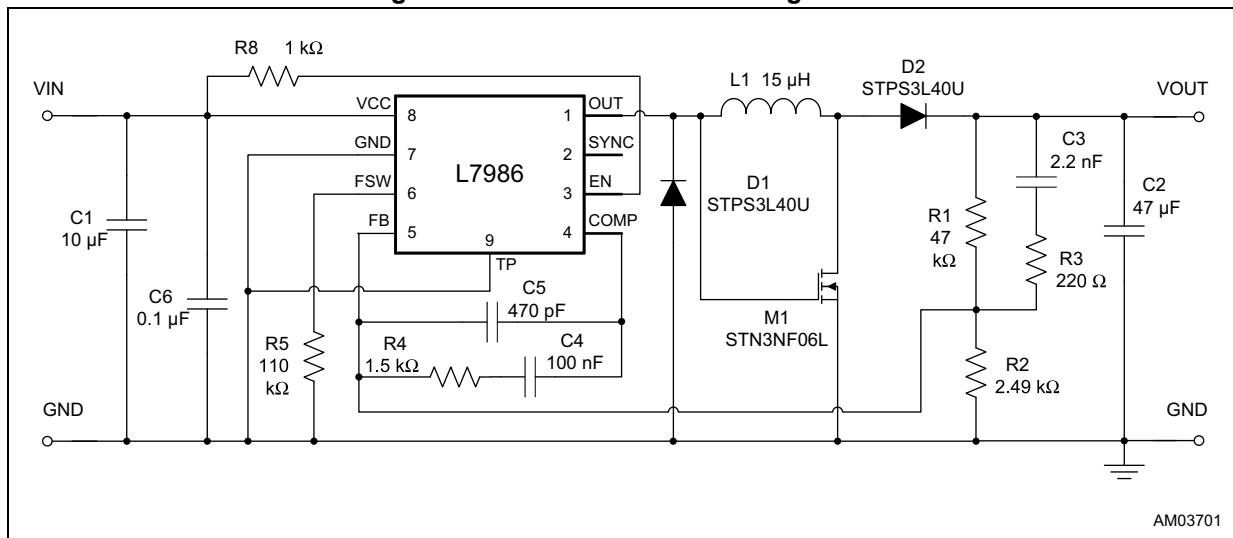 R8 1 kΩ
VIN
VCC
GND
FSW
FB
8
7
6
5
L7986
9
TP
1
2
3
4
OUT
SYNC
EN
COMP
L1 15 µH
D2
STPS3L40U
VOUT
D1
STPS3L40U
M1
STN3NF06L
C1
10 µF
C6
0.1 µF
R5
110
kΩ
C5
470 pF
R4
1.5 kΩ
C4
100 nF
R1
47
kΩ
C3
2.2 nF
R3
220 Ω
C2
47 µF
R2
2.49 kΩ
GND
GND
AM03701